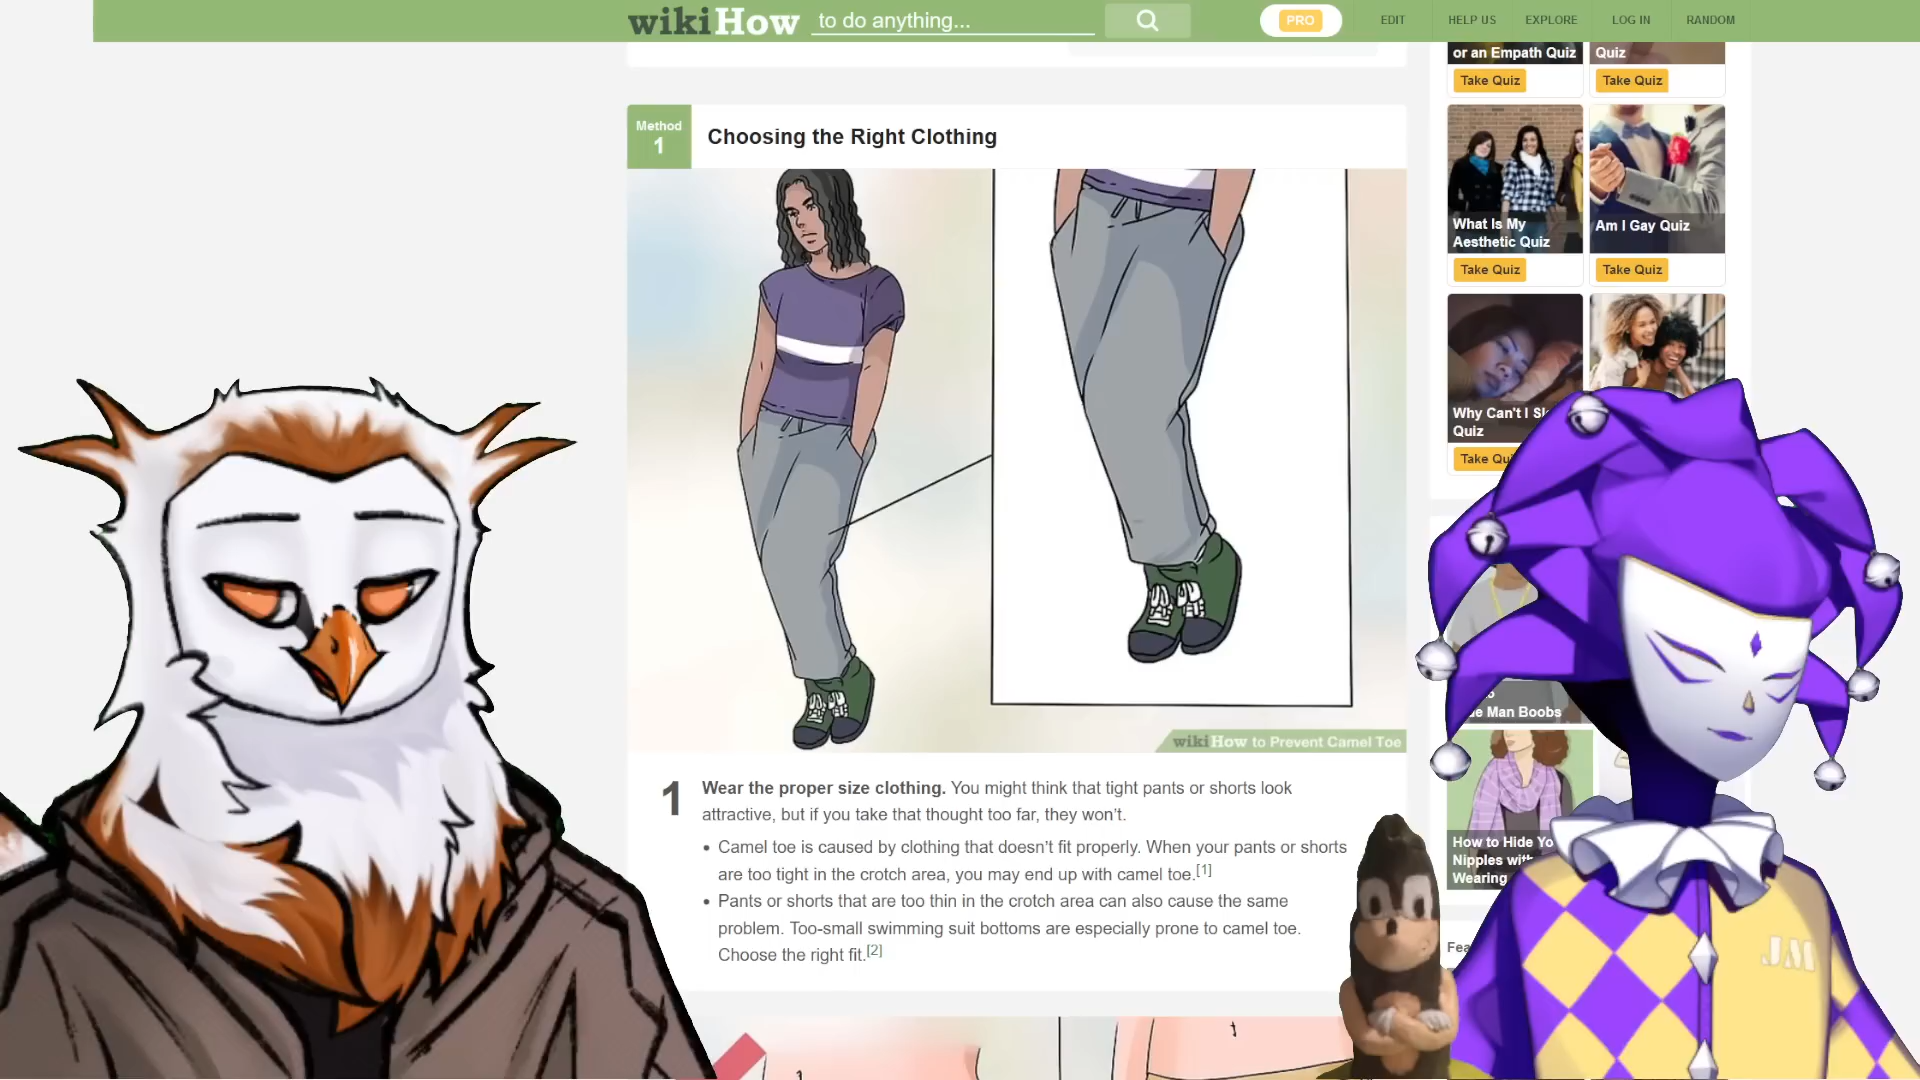 wikiHow to do anything...
PRO
EDIT
HELP US
EXPLORE
LOG IN
RANDOM
or an Empath Quiz
Quiz
Take Quiz
Take Quiz
Method
1
Choosing the Right Clothing
What Is My
Aesthetic Quiz
Am I Gay Quiz
Take Quiz
Take Quiz
Why Can't I
Quiz
Take
wikiHow to Prevent Camel Toe
Man Boobs
1
Wear the proper size clothing. You might think that tight pants or shorts look
attractive, but if you take that thought too far, they won't.
• Camel toe is caused by clothing that doesn't fit properly. When your pants or shorts
are too tight in the crotch area, you may end up with camel toe.[1]
• Pants or shorts that are too thin in the crotch area can also cause the same
problem. Too-small swimming suit bottoms are especially prone to camel toe.
Choose the right fit.[2]
How to Hide Yo
Nipples with
Wearing
Fea
JM